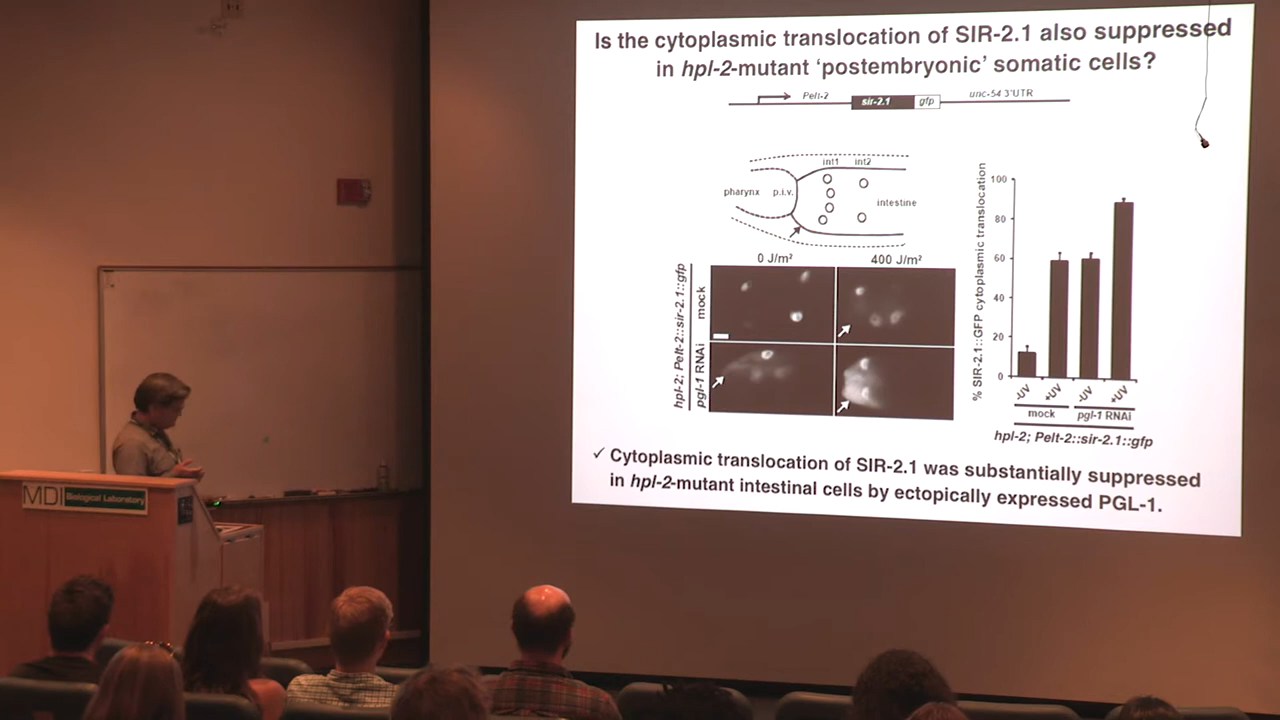 Is the cytoplasmic translocation of SIR-2.1 also suppressed
in hpl-2-mutant ‘postembryonic’ somatic cells?
Pelt-2
sir-2.1
gfp
unc-54 3'UTR
int1
int2
pharynx
p.i.v.
intestine
0 J/m²
400 J/m²
hpl-2; Pelt-2::sir-2.1::gfp
mock
pgl-1 RNAi
% SIR-2.1::GFP cytoplasmic translocation
100
80
60
40
20
0
-UV
+UV
-UV
+UV
mock
pgl-1 RNAi
hpl-2; Pelt-2::sir-2.1::gfp
✓ Cytoplasmic translocation of SIR-2.1 was substantially suppressed
in hpl-2-mutant intestinal cells by ectopically expressed PGL-1.
MDI Biological Laboratory